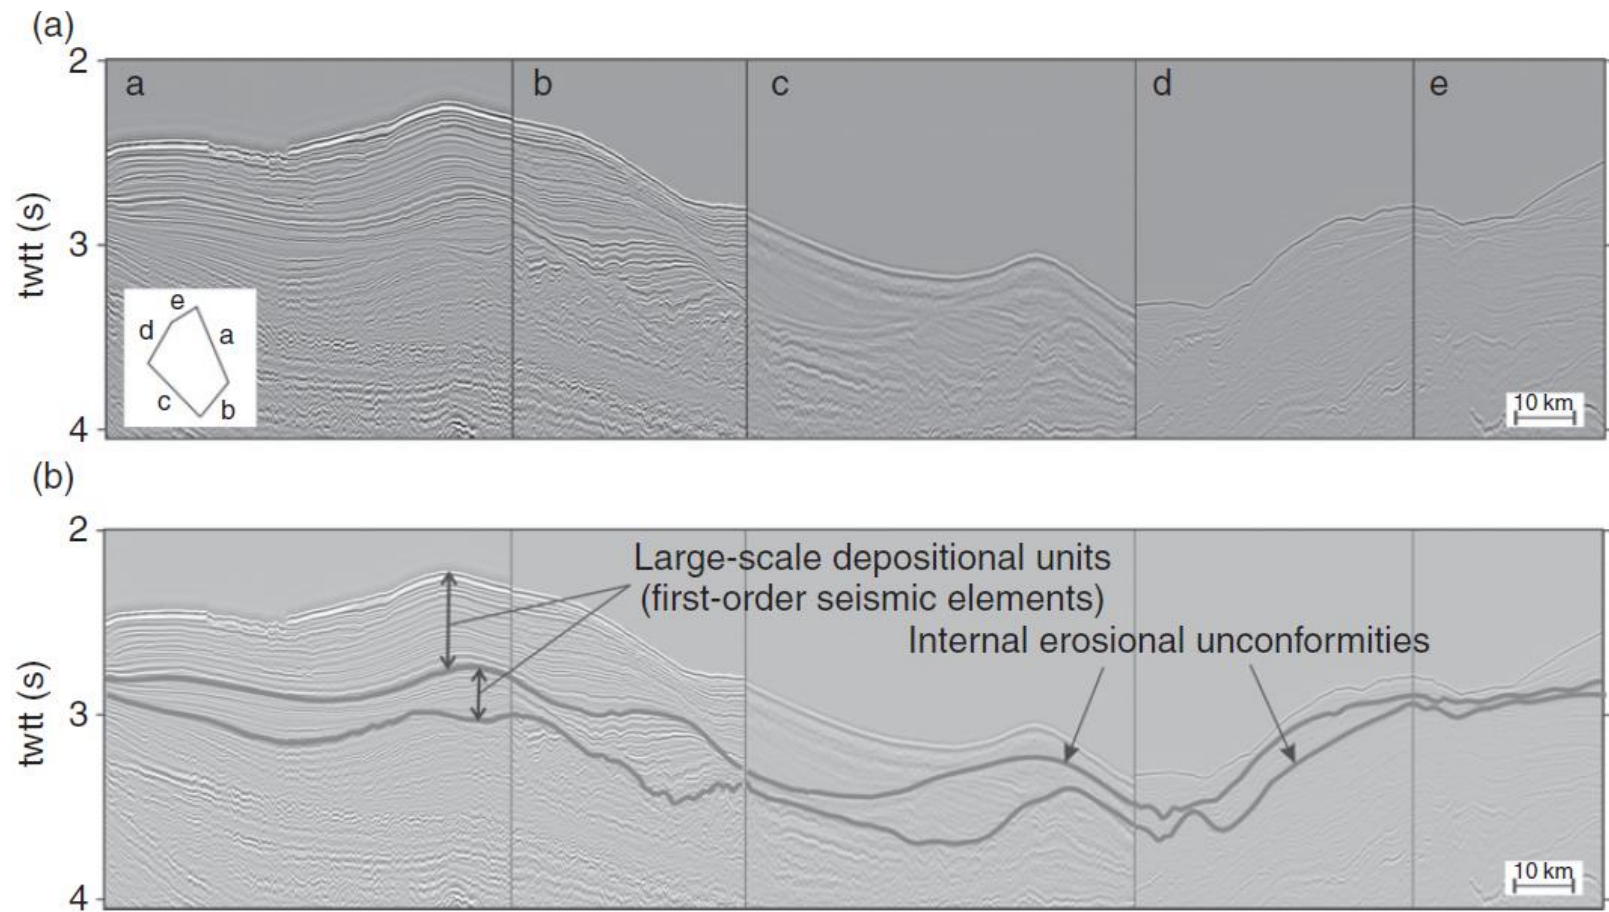 (a)
2
a b c d e
3
twtt (s)
e
d
a
c
b
10 km
4
(b)
2
Large-scale depositional units
(first-order seismic elements)
Internal erosional unconformities
3
twtt (s)
10 km
4